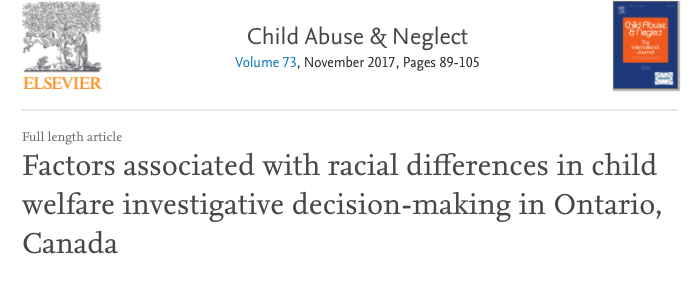 Child Abuse & Neglect
Volume 73, November 2017, Pages 89-105
ELSEVIER
Child Abuse
& Neglect
The
International
Journal
Full length article
Factors associated with racial differences in child
welfare investigative decision-making in Ontario,
Canada